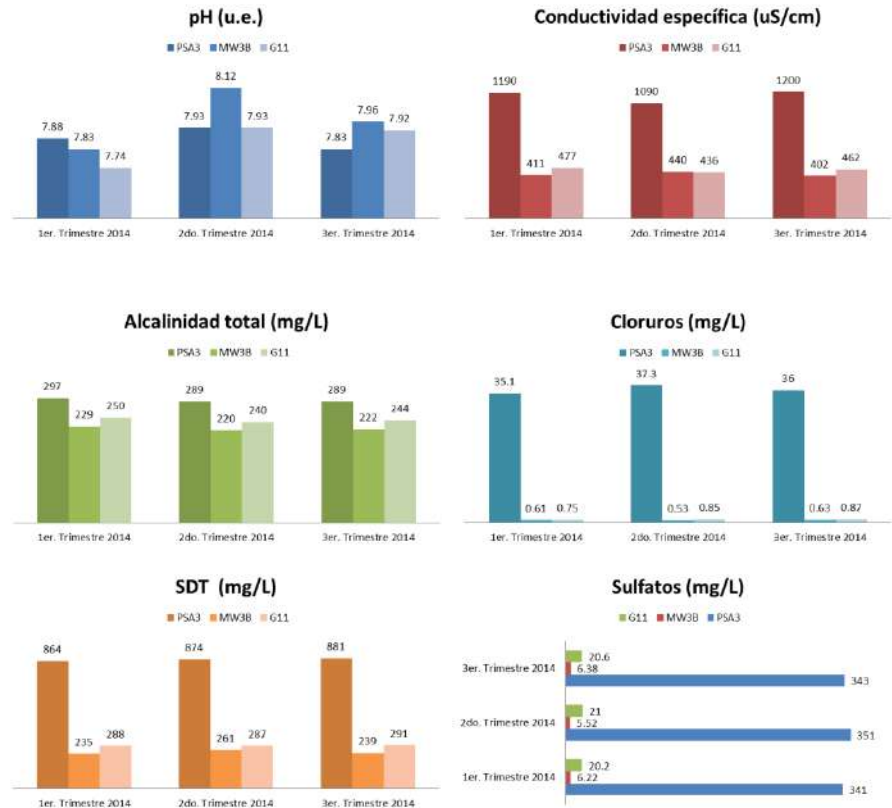 pH (u.e.)
PSA3 MW3B G11
7.88 7.83 7.74 7.93 8.12 7.93 7.83 7.96 7.92
1er. Trimestre 2014 2do. Trimestre 2014 3er. Trimestre 2014
Conductividad específica (uS/cm)
PSA3 MW3B G11
1190 411 477 1090 440 436 1200 402 462
1er. Trimestre 2014 2do. Trimestre 2014 3er. Trimestre 2014
Alcalinidad total (mg/L)
PSA3 MW3B G11
297 229 250 289 220 240 289 222 244
1er. Trimestre 2014 2do. Trimestre 2014 3er. Trimestre 2014
Cloruros (mg/L)
PSA3 MW3B G11
35.1 0.61 0.75 37.3 0.53 0.85 36 0.63 0.87
1er. Trimestre 2014 2do. Trimestre 2014 3er. Trimestre 2014
SDT (mg/L)
PSA3 MW3B G11
864 235 288 874 261 287 881 239 291
1er. Trimestre 2014 2do. Trimestre 2014 3er. Trimestre 2014
Sulfatos (mg/L)
G11 MW3B PSA3
20.6
3er. Trimestre 2014 6.38
343
21
2do. Trimestre 2014 5.52
351
20.2
1er. Trimestre 2014 6.22
341